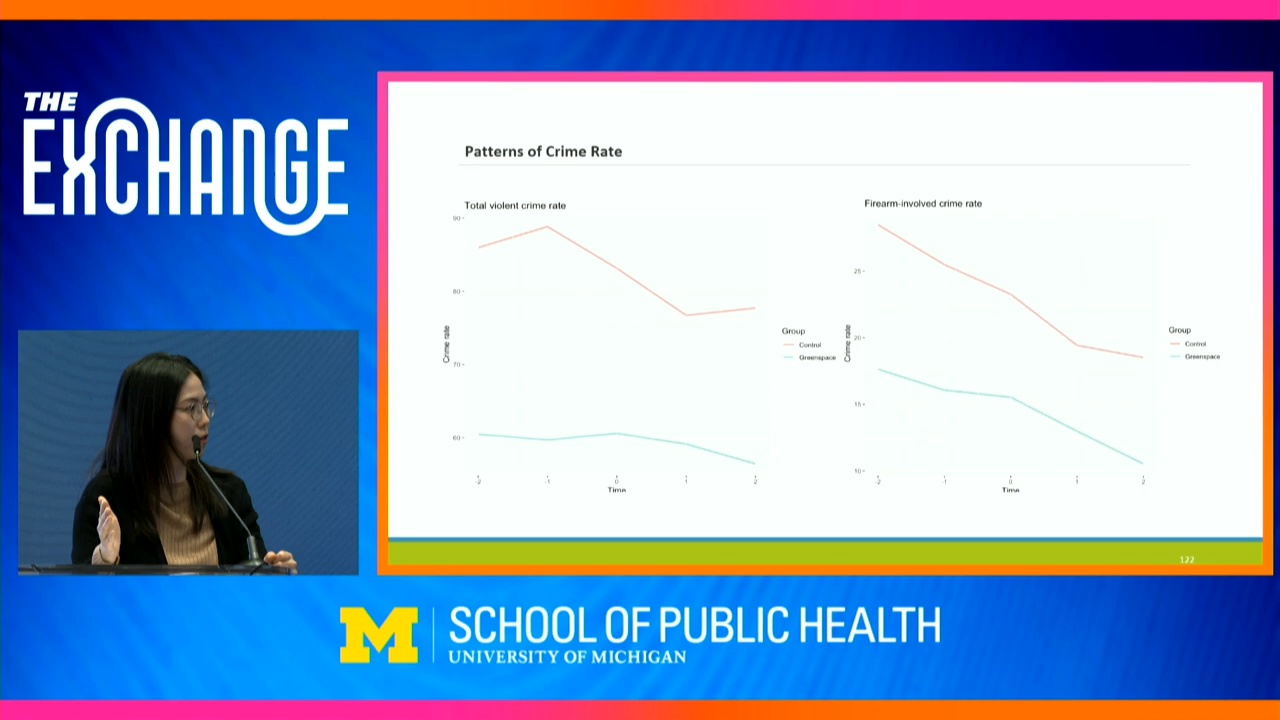 THE
EXCHANGE
Patterns of Crime Rate
Total violent crime rate
90
80
70
60
Crime rate
-2
-1
0
1
2
Time
Group
Control
Greenspace
Firearm-involved crime rate
25
20
15
10
Crime rate
-2
-1
0
1
2
Time
Group
Control
Greenspace
122
M
SCHOOL OF PUBLIC HEALTH
UNIVERSITY OF MICHIGAN